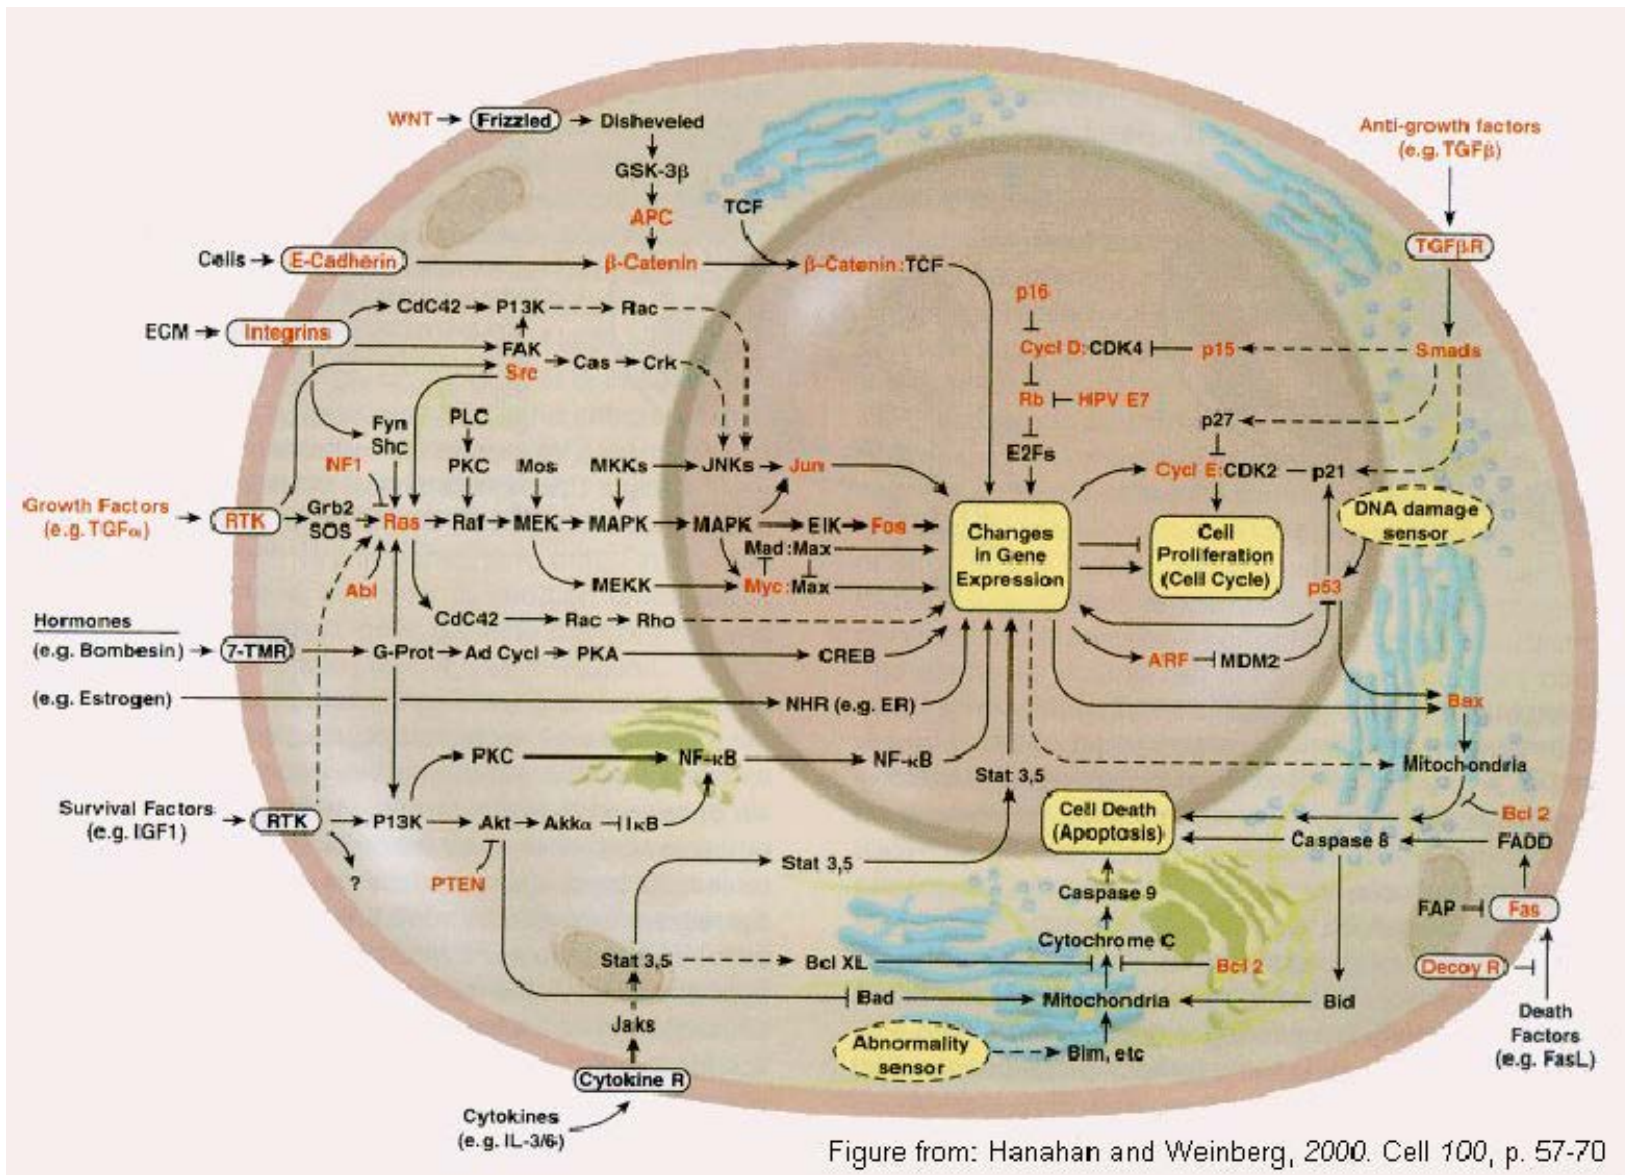 WNT
Frizzled
Disheveled
GSK-3β
APC
TCF
Cells
E-Cadherin
β-Catenin
β-Catenin:TCF
Anti-growth factors
(e.g. TGFβ)
TGFβR
CdC42
P13K
Rac
ECM
Integrins
FAK
Src
Cas
Crk
p16
Cycl D:CDK4
p15
Smads
Rb
HPV E7
E2Fs
p27
Cycl E:CDK2
p21
Fyn
Shc
PLC
NF1
PKC
Mos
MKKs
JNKs
Jun
Growth Factors
(e.g. TGFα)
RTK
Grb2
SOS
Ras
Raf
MEK
MAPK
MAPK
ElK
Fos
Mad:Max
Changes
in Gene
Expression
Cell
Proliferation
(Cell Cycle)
DNA damage
sensor
Abl
MEKK
Myc:Max
p53
CdC42
Rac
Rho
Hormones
(e.g. Bombesin)
7-TMR
G-Prot
Ad Cycl
PKA
CREB
ARF
MDM2
(e.g. Estrogen)
NHR (e.g. ER)
Bax
PKC
NF-κB
NF-κB
Stat 3,5
Mitochondria
Survival Factors
(e.g. IGF1)
RTK
P13K
Akt
Akkα
IκB
Cell Death
(Apoptosis)
Bcl 2
Caspase 8
FADD
?
PTEN
Stat 3,5
Caspase 9
FAP
Fas
Cytochrome C
Stat 3,5
Bcl XL
Bcl 2
Decoy R
Bad
Mitochondria
Bid
Jaks
Death
Factors
(e.g. FasL)
Abnormality
sensor
Bim, etc
Cytokine R
Cytokines
(e.g. IL-3/6)
Figure from: Hanahan and Weinberg, 2000. Cell 100, p. 57-70